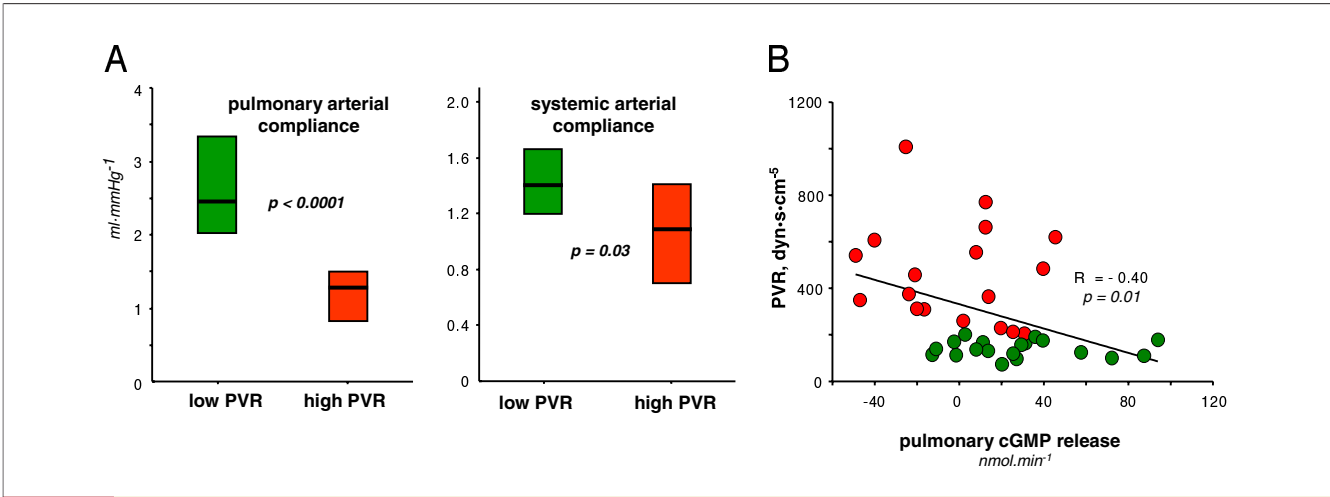 A
B
pulmonary arterial
compliance
systemic arterial
compliance
ml·mmHg-1
4
3
2
1
0
p < 0.0001
low PVR
high PVR
2.0
1.6
1.2
0.8
0.4
0
p = 0.03
low PVR
high PVR
PVR, dyn·s·cm-5
1200
800
400
0
R = - 0.40
p = 0.01
-40
0
40
80
120
pulmonary cGMP release
nmol.min-1